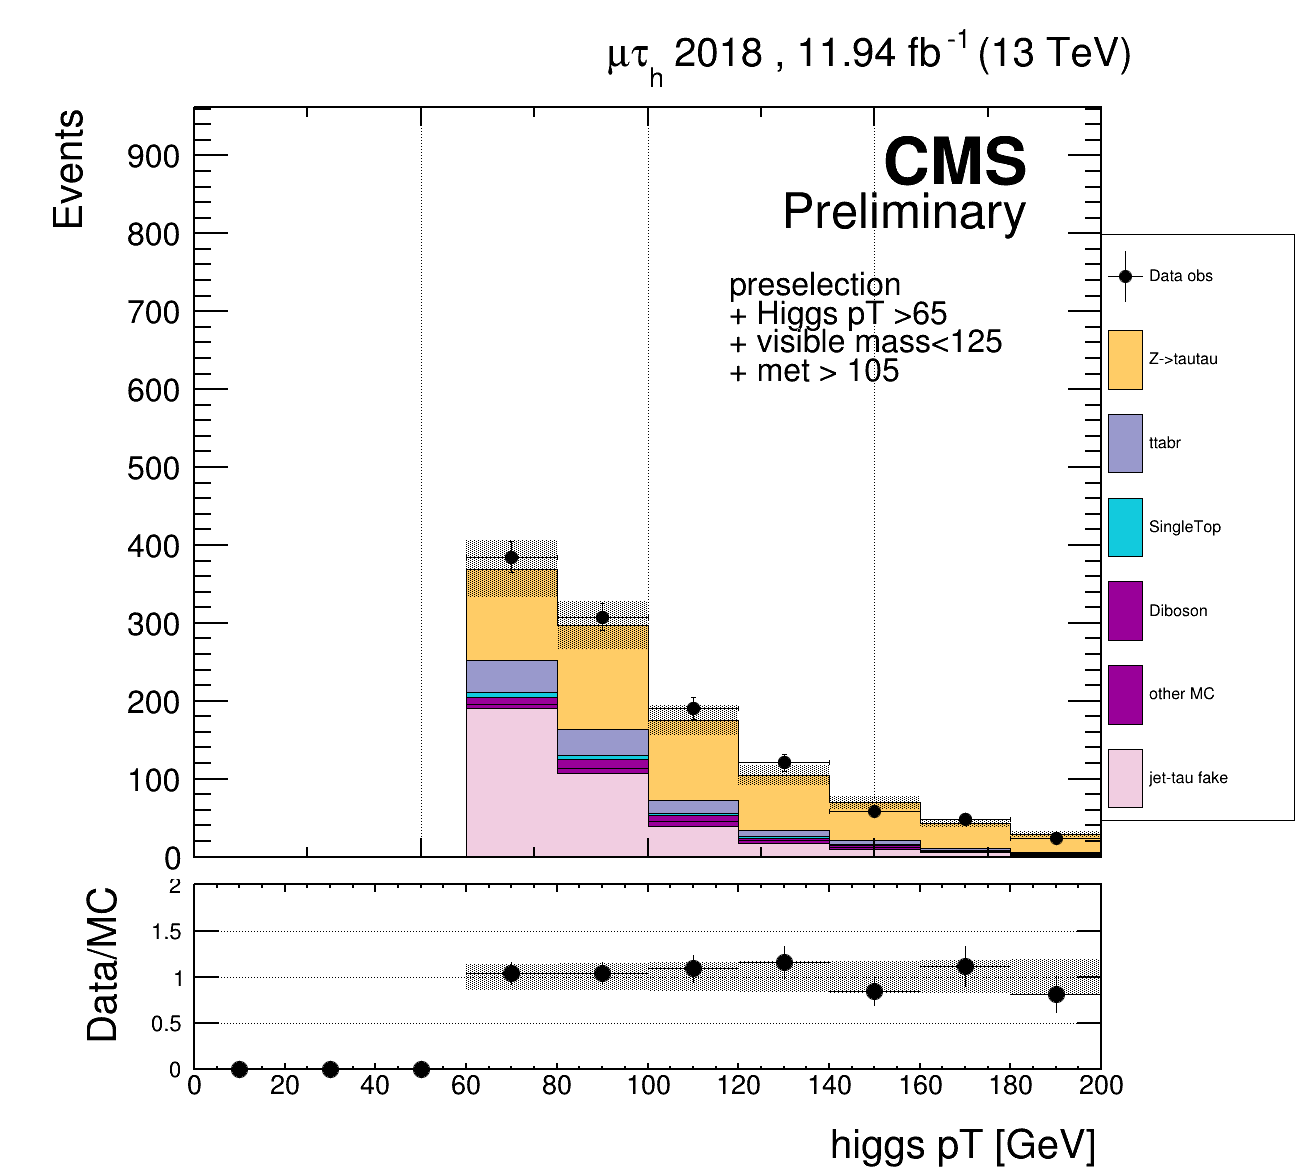 μτh 2018 , 11.94 fb-1 (13 TeV)
Events
900
800
700
600
500
400
300
200
100
0
CMS
Preliminary
preselection
+ Higgs pT >65
+ visible mass<125
+ met > 105
Data obs
Z->tautau
ttabr
SingleTop
Diboson
other MC
jet-tau fake
Data/MC
2
1.5
1
0.5
0
0 20 40 60 80 100 120 140 160 180 200
higgs pT [GeV]